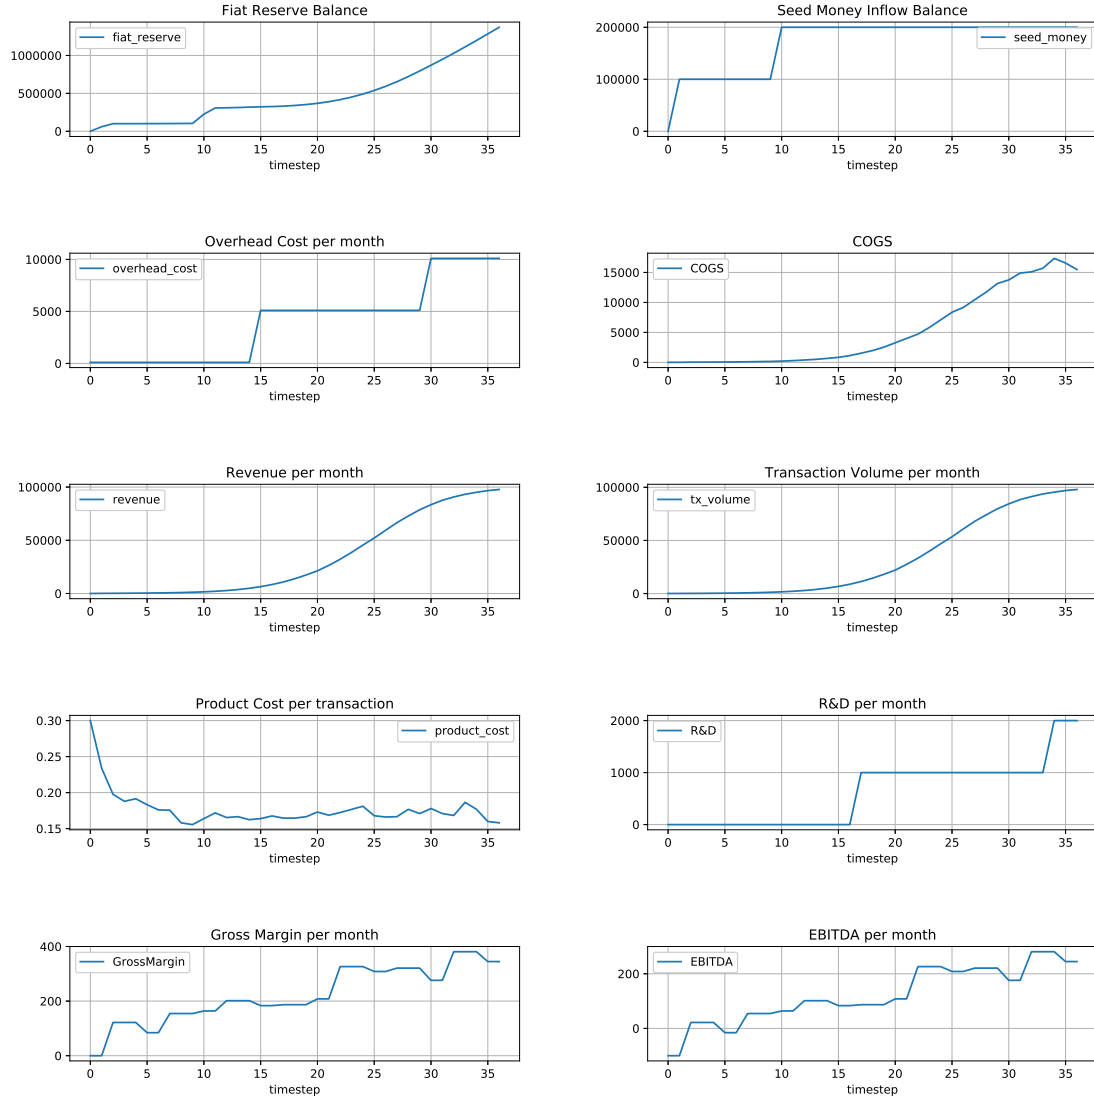 Fiat Reserve Balance
fiat_reserve
1000000
500000
0
0 5 10 15 20 25 30 35
timestep
Seed Money Inflow Balance
seed_money
200000
100000
0
0 5 10 15 20 25 30 35
timestep
Overhead Cost per month
overhead_cost
10000
5000
0
0 5 10 15 20 25 30 35
timestep
COGS
COGS
15000
10000
5000
0
0 5 10 15 20 25 30 35
timestep
Revenue per month
revenue
100000
50000
0
0 5 10 15 20 25 30 35
timestep
Transaction Volume per month
tx_volume
100000
50000
0
0 5 10 15 20 25 30 35
timestep
Product Cost per transaction
product_cost
0.30
0.25
0.20
0.15
0 5 10 15 20 25 30 35
timestep
R&D per month
R&D
2000
1000
0
0 5 10 15 20 25 30 35
timestep
Gross Margin per month
GrossMargin
400
200
0
0 5 10 15 20 25 30 35
timestep
EBITDA per month
EBITDA
200
0
0 5 10 15 20 25 30 35
timestep